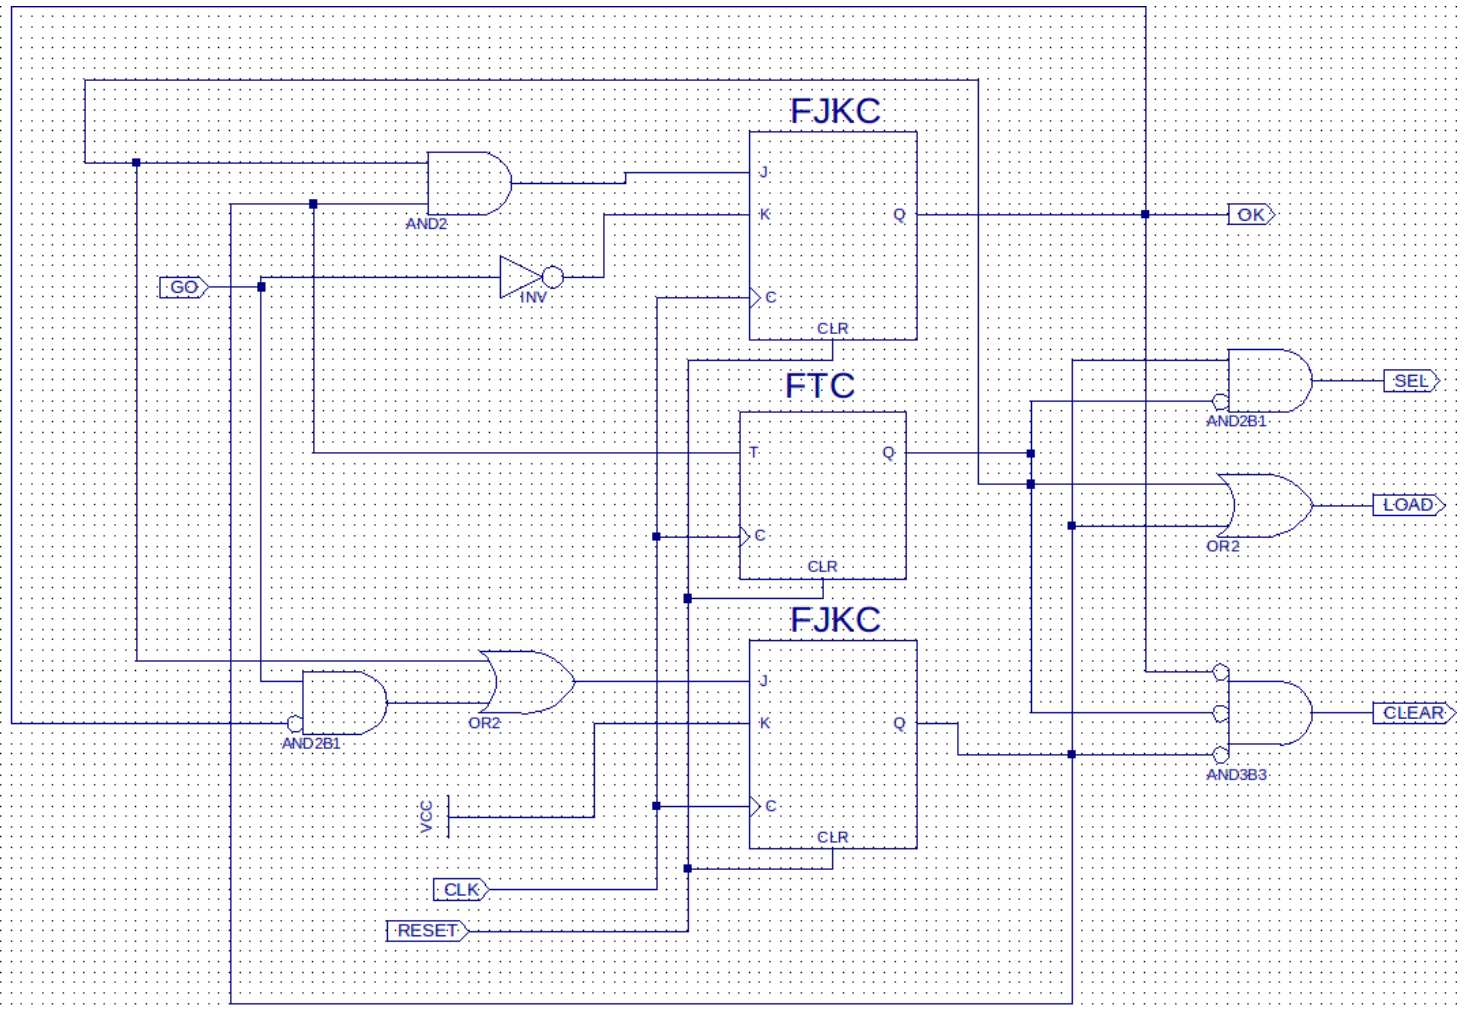 FJKC
J
AND2
K
Q
OK
GO
INV
C
CLR
FTC
SEL
AND2B1
T
Q
LOAD
C
OR2
CLR
FJKC
J
OR2
K
Q
CLEAR
AND2B1
AND3B3
VCC
C
CLR
CLK
RESET